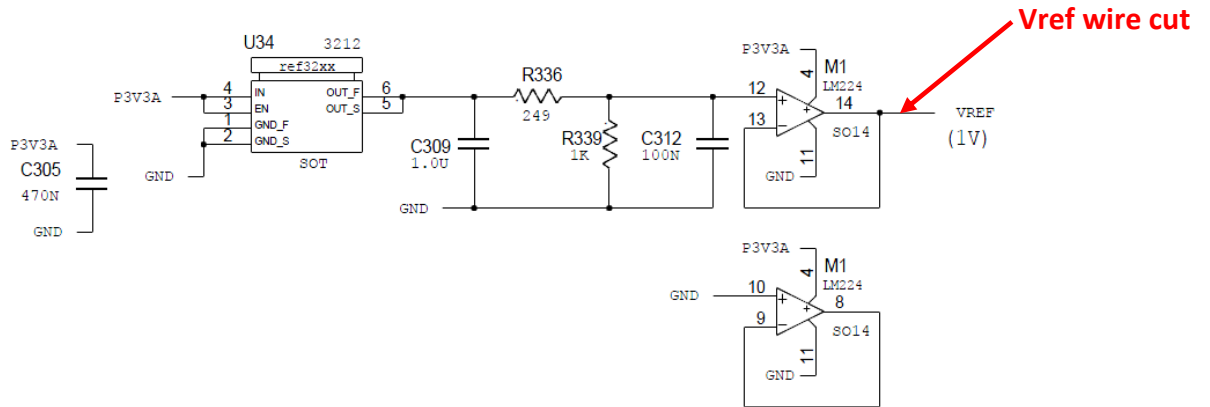 Vref wire cut
U34 3212
ref32xx
P3V3A
4 IN OUT_F 6
3 EN OUT_S 5
1 GND_F
2 GND_S
SOT
GND
P3V3A
C305
470N
GND
R336
249
C309
1.0U
R339
1K
C312
100N
GND
P3V3A
4
M1
LM224
12 +
13 −
+
14
SO14
11
GND
VREF
(1V)
P3V3A
4
M1
LM224
GND
10 +
9 −
+
8
SO14
11
GND